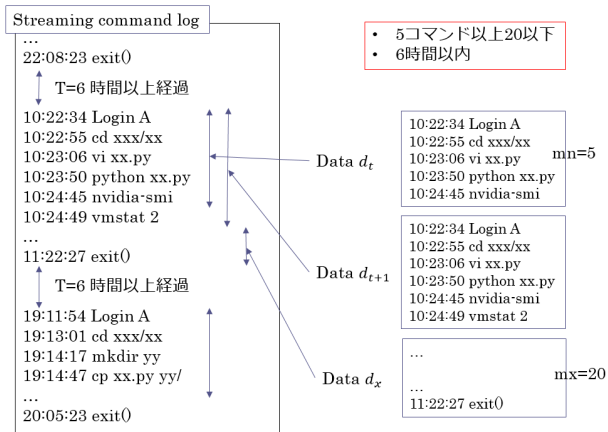 Streaming command log
…
22:08:23 exit()
T=6 時間以上経過
10:22:34 Login A
10:22:55 cd xxx/xx
10:23:06 vi xx.py
10:23:50 python xx.py
10:24:45 nvidia-smi
10:24:49 vmstat 2
…
11:22:27 exit()
T=6 時間以上経過
19:11:54 Login A
19:13:01 cd xxx/xx
19:14:17 mkdir yy
19:14:47 cp xx.py yy/
…
20:05:23 exit()
• 5コマンド以上20以下
• 6時間以内
Data d_t
10:22:34 Login A
10:22:55 cd xxx/xx
10:23:06 vi xx.py
10:23:50 python xx.py
10:24:45 nvidia-smi
mn=5
Data d_{t+1}
10:22:34 Login A
10:22:55 cd xxx/xx
10:23:06 vi xx.py
10:23:50 python xx.py
10:24:45 nvidia-smi
10:24:49 vmstat 2
Data d_x
…
…
11:22:27 exit()
mx=20